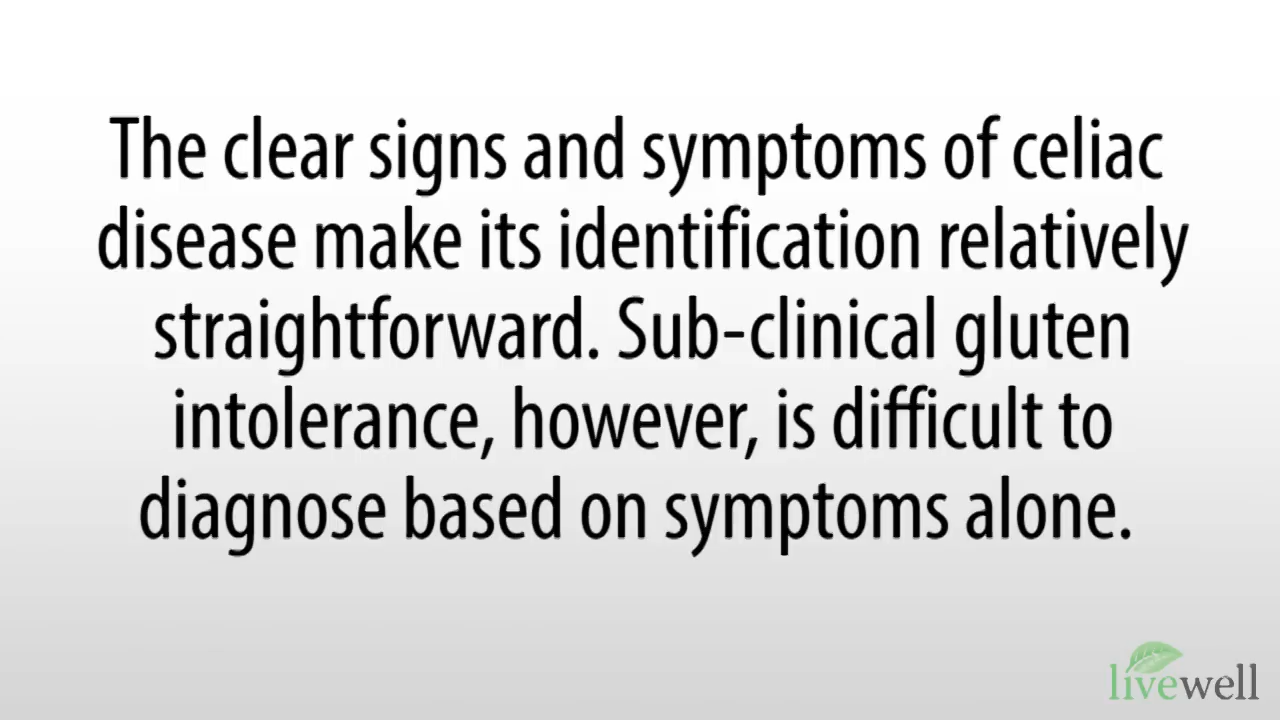 The clear signs and symptoms of celiac
disease make its identification relatively
straightforward. Sub-clinical gluten
intolerance, however, is difficult to
diagnose based on symptoms alone.
livewell